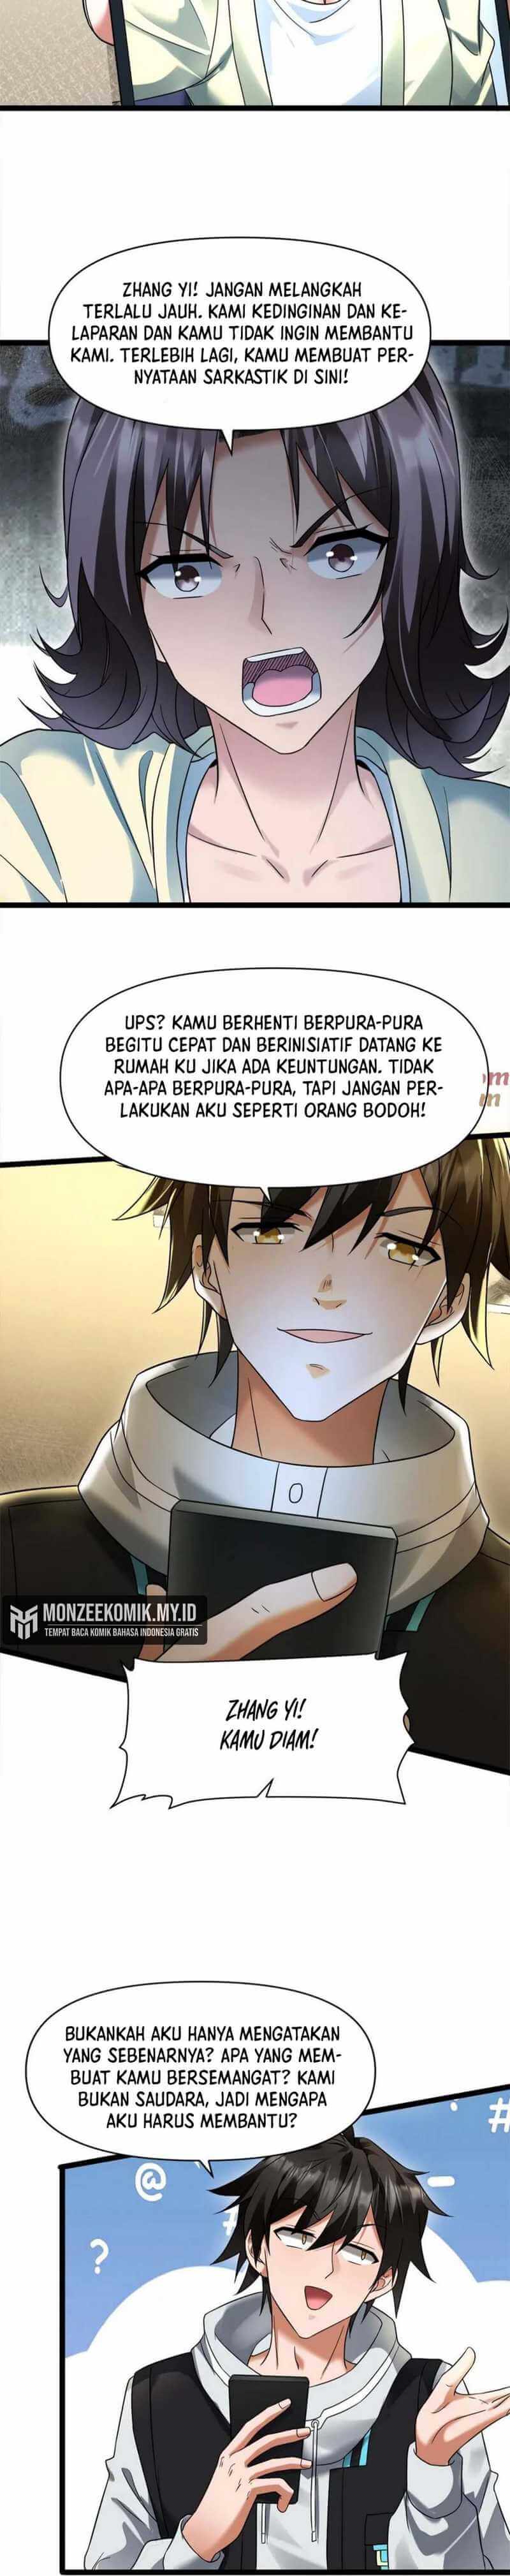 ZHANG YI! JANGAN MELANGKAH
TERLALU JAUH. KAMI KEDINGINAN DAN KE-
LAPARAN DAN KAMU TIDAK INGIN MEMBANTU
KAMI. TERLEBIH LAGI, KAMU MEMBUAT PER-
NYATAAN SARKASTIK DI SINI!
UPS? KAMU BERHENTI BERPURA-PURA
BEGITU CEPAT DAN BERINISIATIF DATANG KE
RUMAH KU JIKA ADA KEUNTUNGAN. TIDAK
APA-APA BERPURA-PURA, TAPI JANGAN PER-
LAKUKAN AKU SEPERTI ORANG BODOH!
MONZEEKOMIK.MY.ID
TEMPAT BACA KOMIK BAHASA INDONESIA GRATIS
ZHANG YI!
KAMU DIAM!
BUKANKAH AKU HANYA MENGATAKAN
YANG SEBENARNYA? APA YANG MEM-
BUAT KAMU BERSEMANGAT? KAMI
BUKAN SAUDARA, JADI MENGAPA
AKU HARUS MEMBANTU?
@
#
?